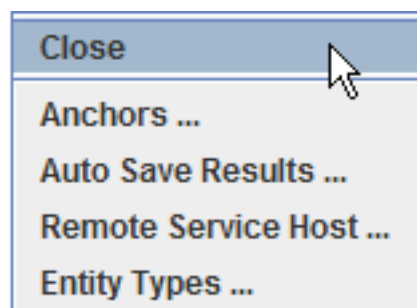 Close
Anchors ...
Auto Save Results ...
Remote Service Host ...
Entity Types ...